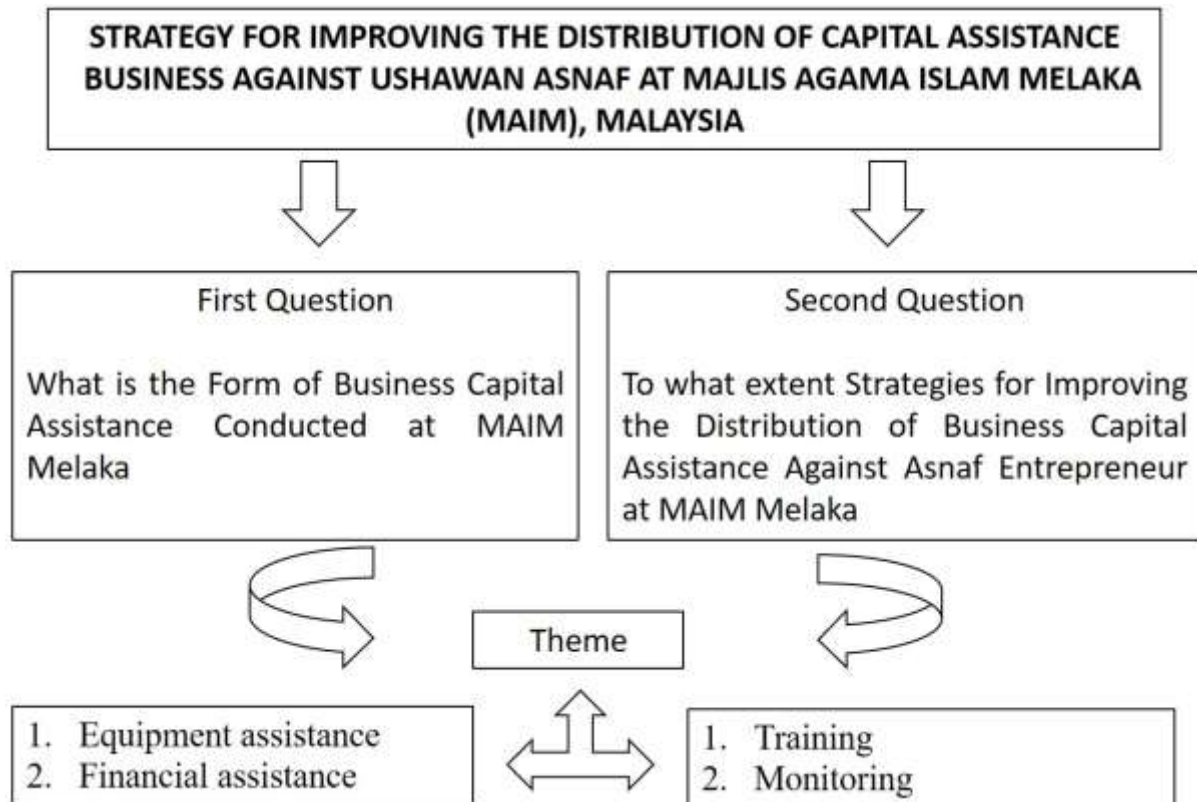 STRATEGY FOR IMPROVING THE DISTRIBUTION OF CAPITAL ASSISTANCE
BUSINESS AGAINST USHAWAN ASNAF AT MAJLIS AGAMA ISLAM MELAKA
(MAIM), MALAYSIA
First Question
What is the Form of Business Capital
Assistance Conducted at MAIM
Melaka
Second Question
To what extent Strategies for Improving
the Distribution of Business Capital
Assistance Against Asnaf Entrepreneur
at MAIM Melaka
Theme
1. Equipment assistance
2. Financial assistance
1. Training
2. Monitoring